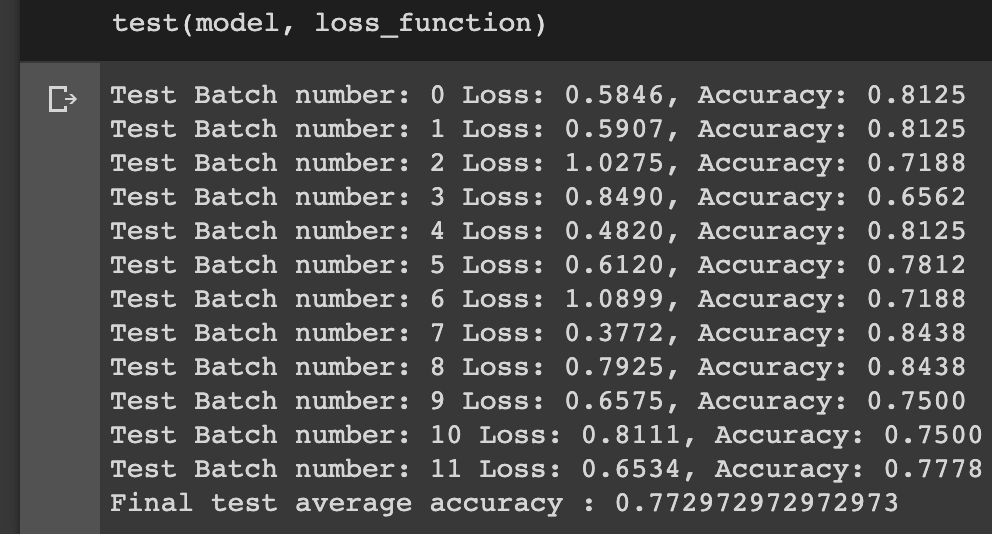 test(model, loss_function)
Test Batch number: 0 Loss: 0.5846, Accuracy: 0.8125
Test Batch number: 1 Loss: 0.5907, Accuracy: 0.8125
Test Batch number: 2 Loss: 1.0275, Accuracy: 0.7188
Test Batch number: 3 Loss: 0.8490, Accuracy: 0.6562
Test Batch number: 4 Loss: 0.4820, Accuracy: 0.8125
Test Batch number: 5 Loss: 0.6120, Accuracy: 0.7812
Test Batch number: 6 Loss: 1.0899, Accuracy: 0.7188
Test Batch number: 7 Loss: 0.3772, Accuracy: 0.8438
Test Batch number: 8 Loss: 0.7925, Accuracy: 0.8438
Test Batch number: 9 Loss: 0.6575, Accuracy: 0.7500
Test Batch number: 10 Loss: 0.8111, Accuracy: 0.7500
Test Batch number: 11 Loss: 0.6534, Accuracy: 0.7778
Final test average accuracy : 0.772972972972973